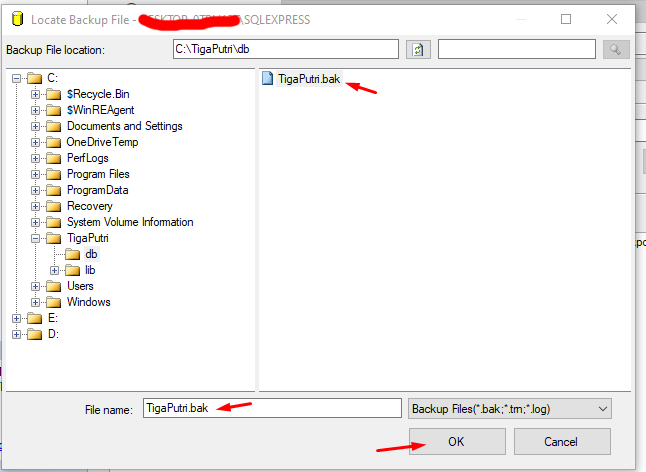 Locate Backup File - \SQLEXPRESS
Backup File location: C:\TigaPutri\db
C:
$Recycle.Bin
$WinREAgent
Documents and Settings
OneDriveTemp
PerfLogs
Program Files
ProgramData
Recovery
System Volume Information
TigaPutri
db
lib
Users
Windows
E:
D:
TigaPutri.bak
File name: TigaPutri.bak
Backup Files(*.bak;*.trn;*.log)
OK
Cancel